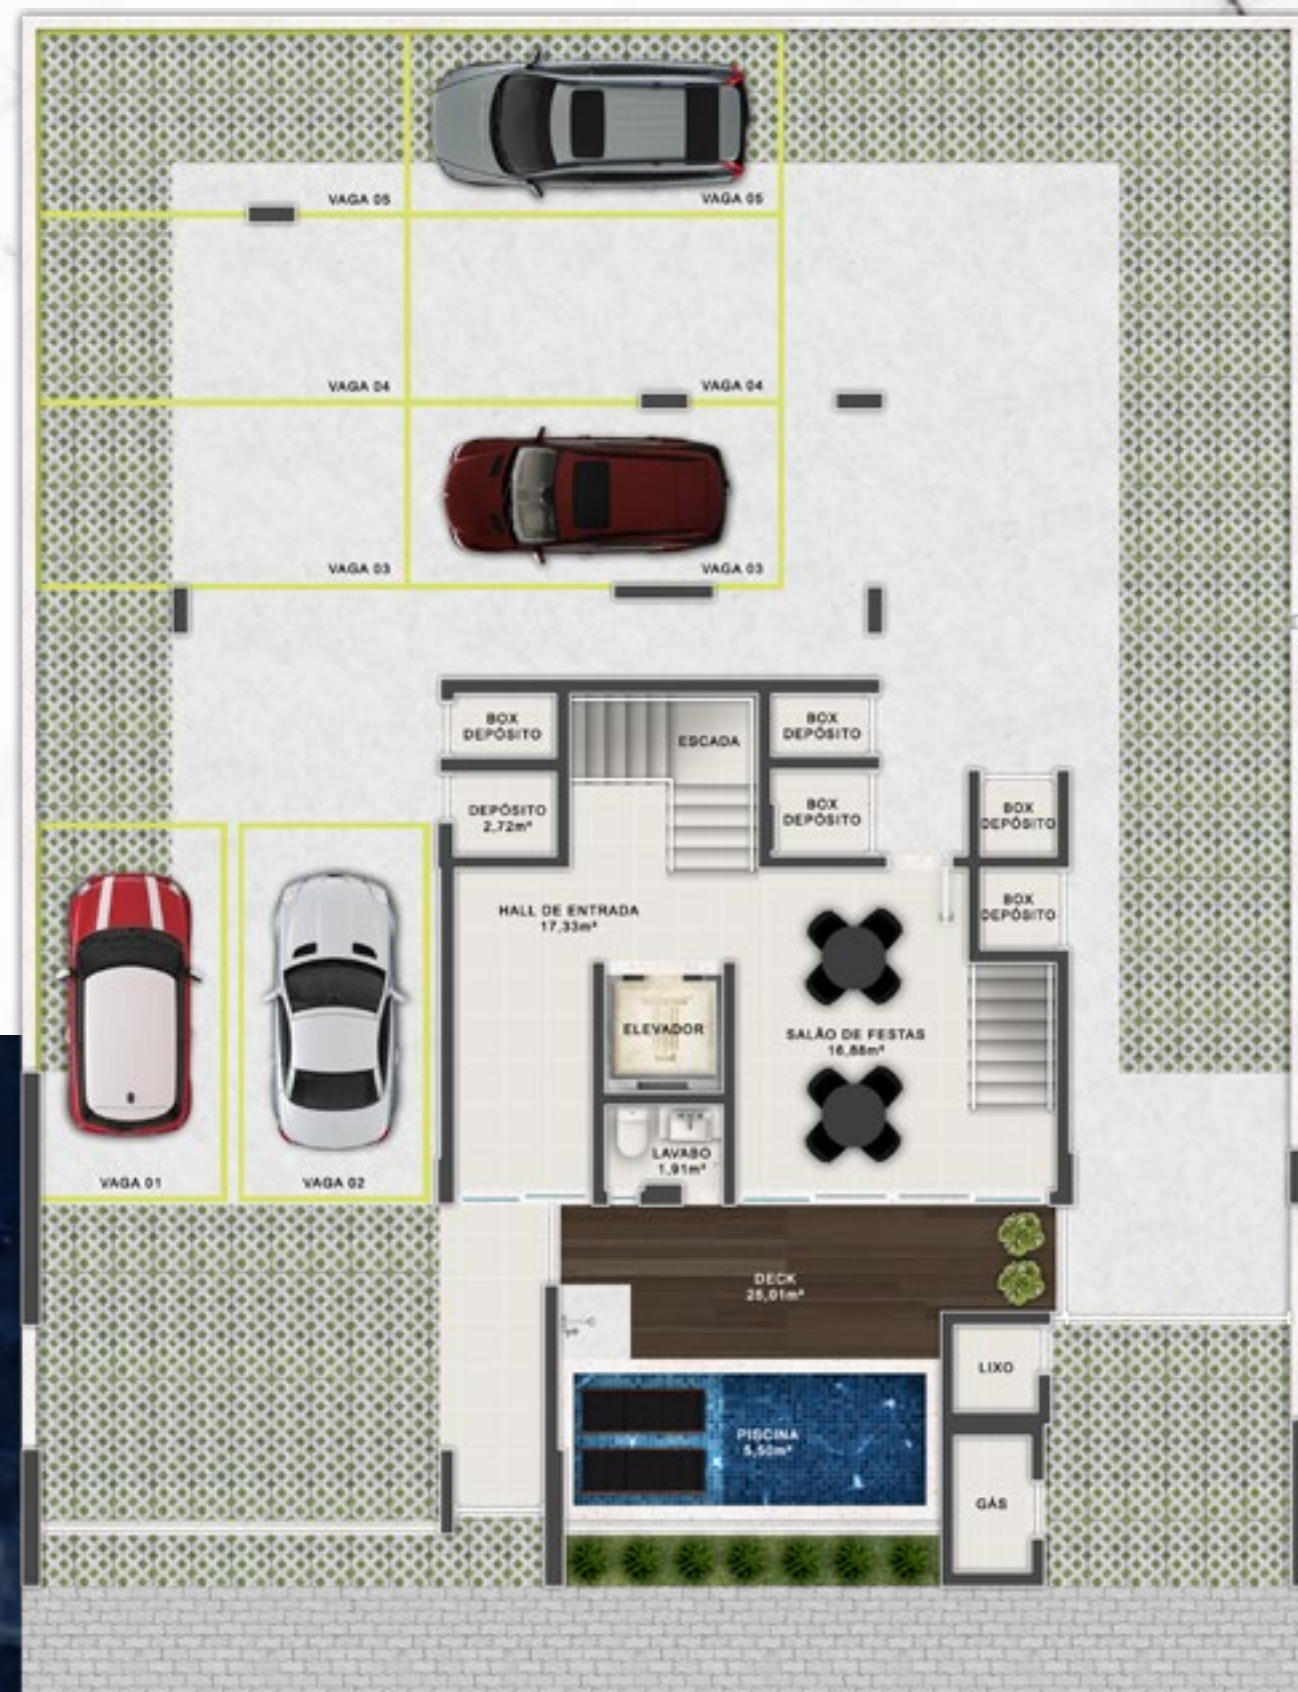 VAGA 05
VAGA 05
VAGA 04
VAGA 04
VAGA 03
VAGA 03
BOX
DEPÓSITO
ESCADA
BOX
DEPÓSITO
DEPÓSITO
2,72m²
BOX
DEPÓSITO
BOX
DEPÓSITO
HALL DE ENTRADA
17,33m²
BOX
DEPÓSITO
ELEVADOR
SALÃO DE FESTAS
16,88m²
LAVABO
1,91m²
VAGA 01
VAGA 02
DECK
25,01m²
LIXO
PISCINA
5,50m²
GÁS